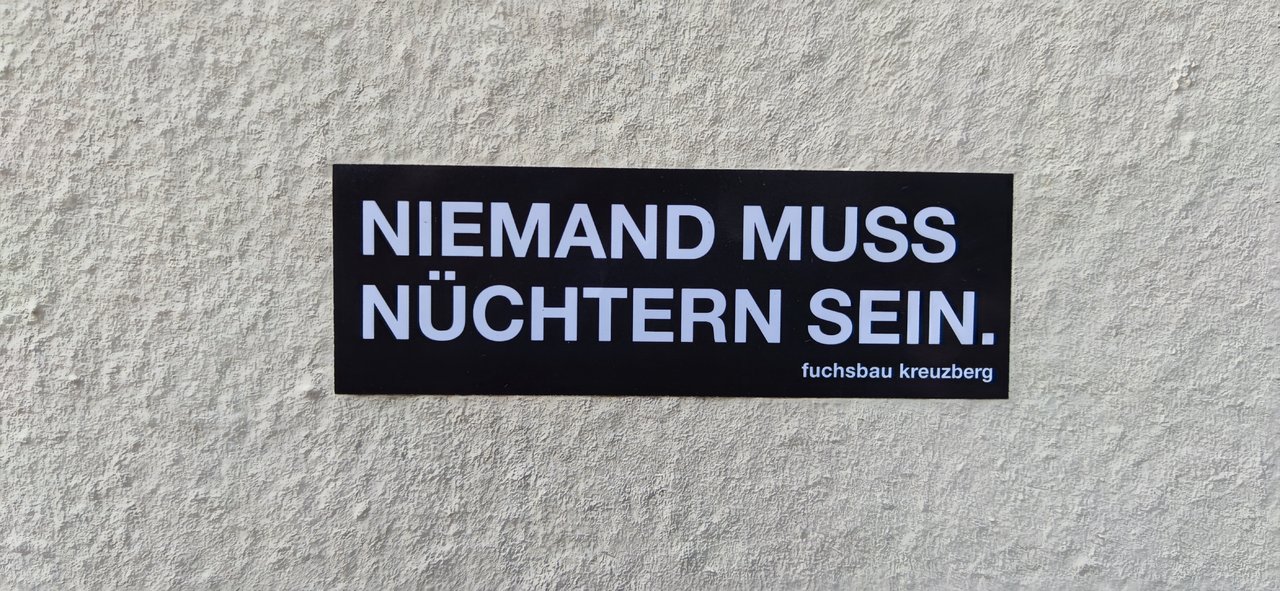 NIEMAND MUSS
NÜCHTERN SEIN.
fuchsbau kreuzberg